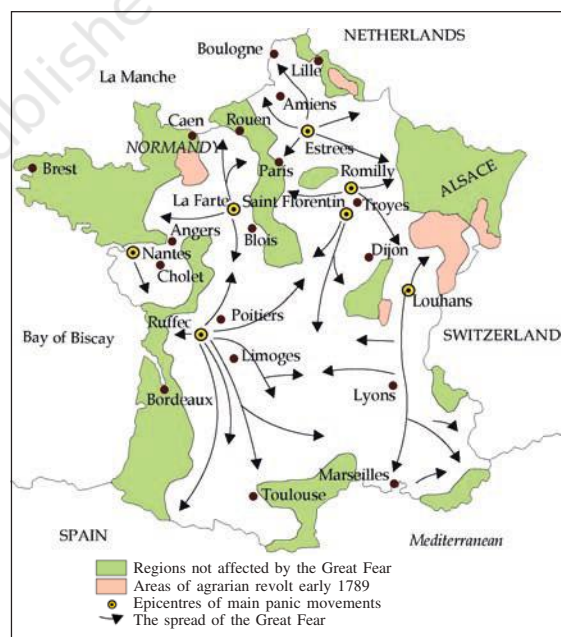 publishe
NETHERLANDS
Boulogne
Lille
La Manche
Amiens
Caen
Rouen
Estrees
NORMANDY
Brest
Paris
Romilly
ALSACE
La Farte
Saint Florentin
Troyes
Angers
Blois
Nantes
Dijon
Cholet
Louhans
Ruffec
Poitiers
Bay of Biscay
SWITZERLAND
Limoges
Lyons
Bordeaux
Marseilles
Toulouse
SPAIN
Mediterranean
Regions not affected by the Great Fear
Areas of agrarian revolt early 1789
Epicentres of main panic movements
The spread of the Great Fear